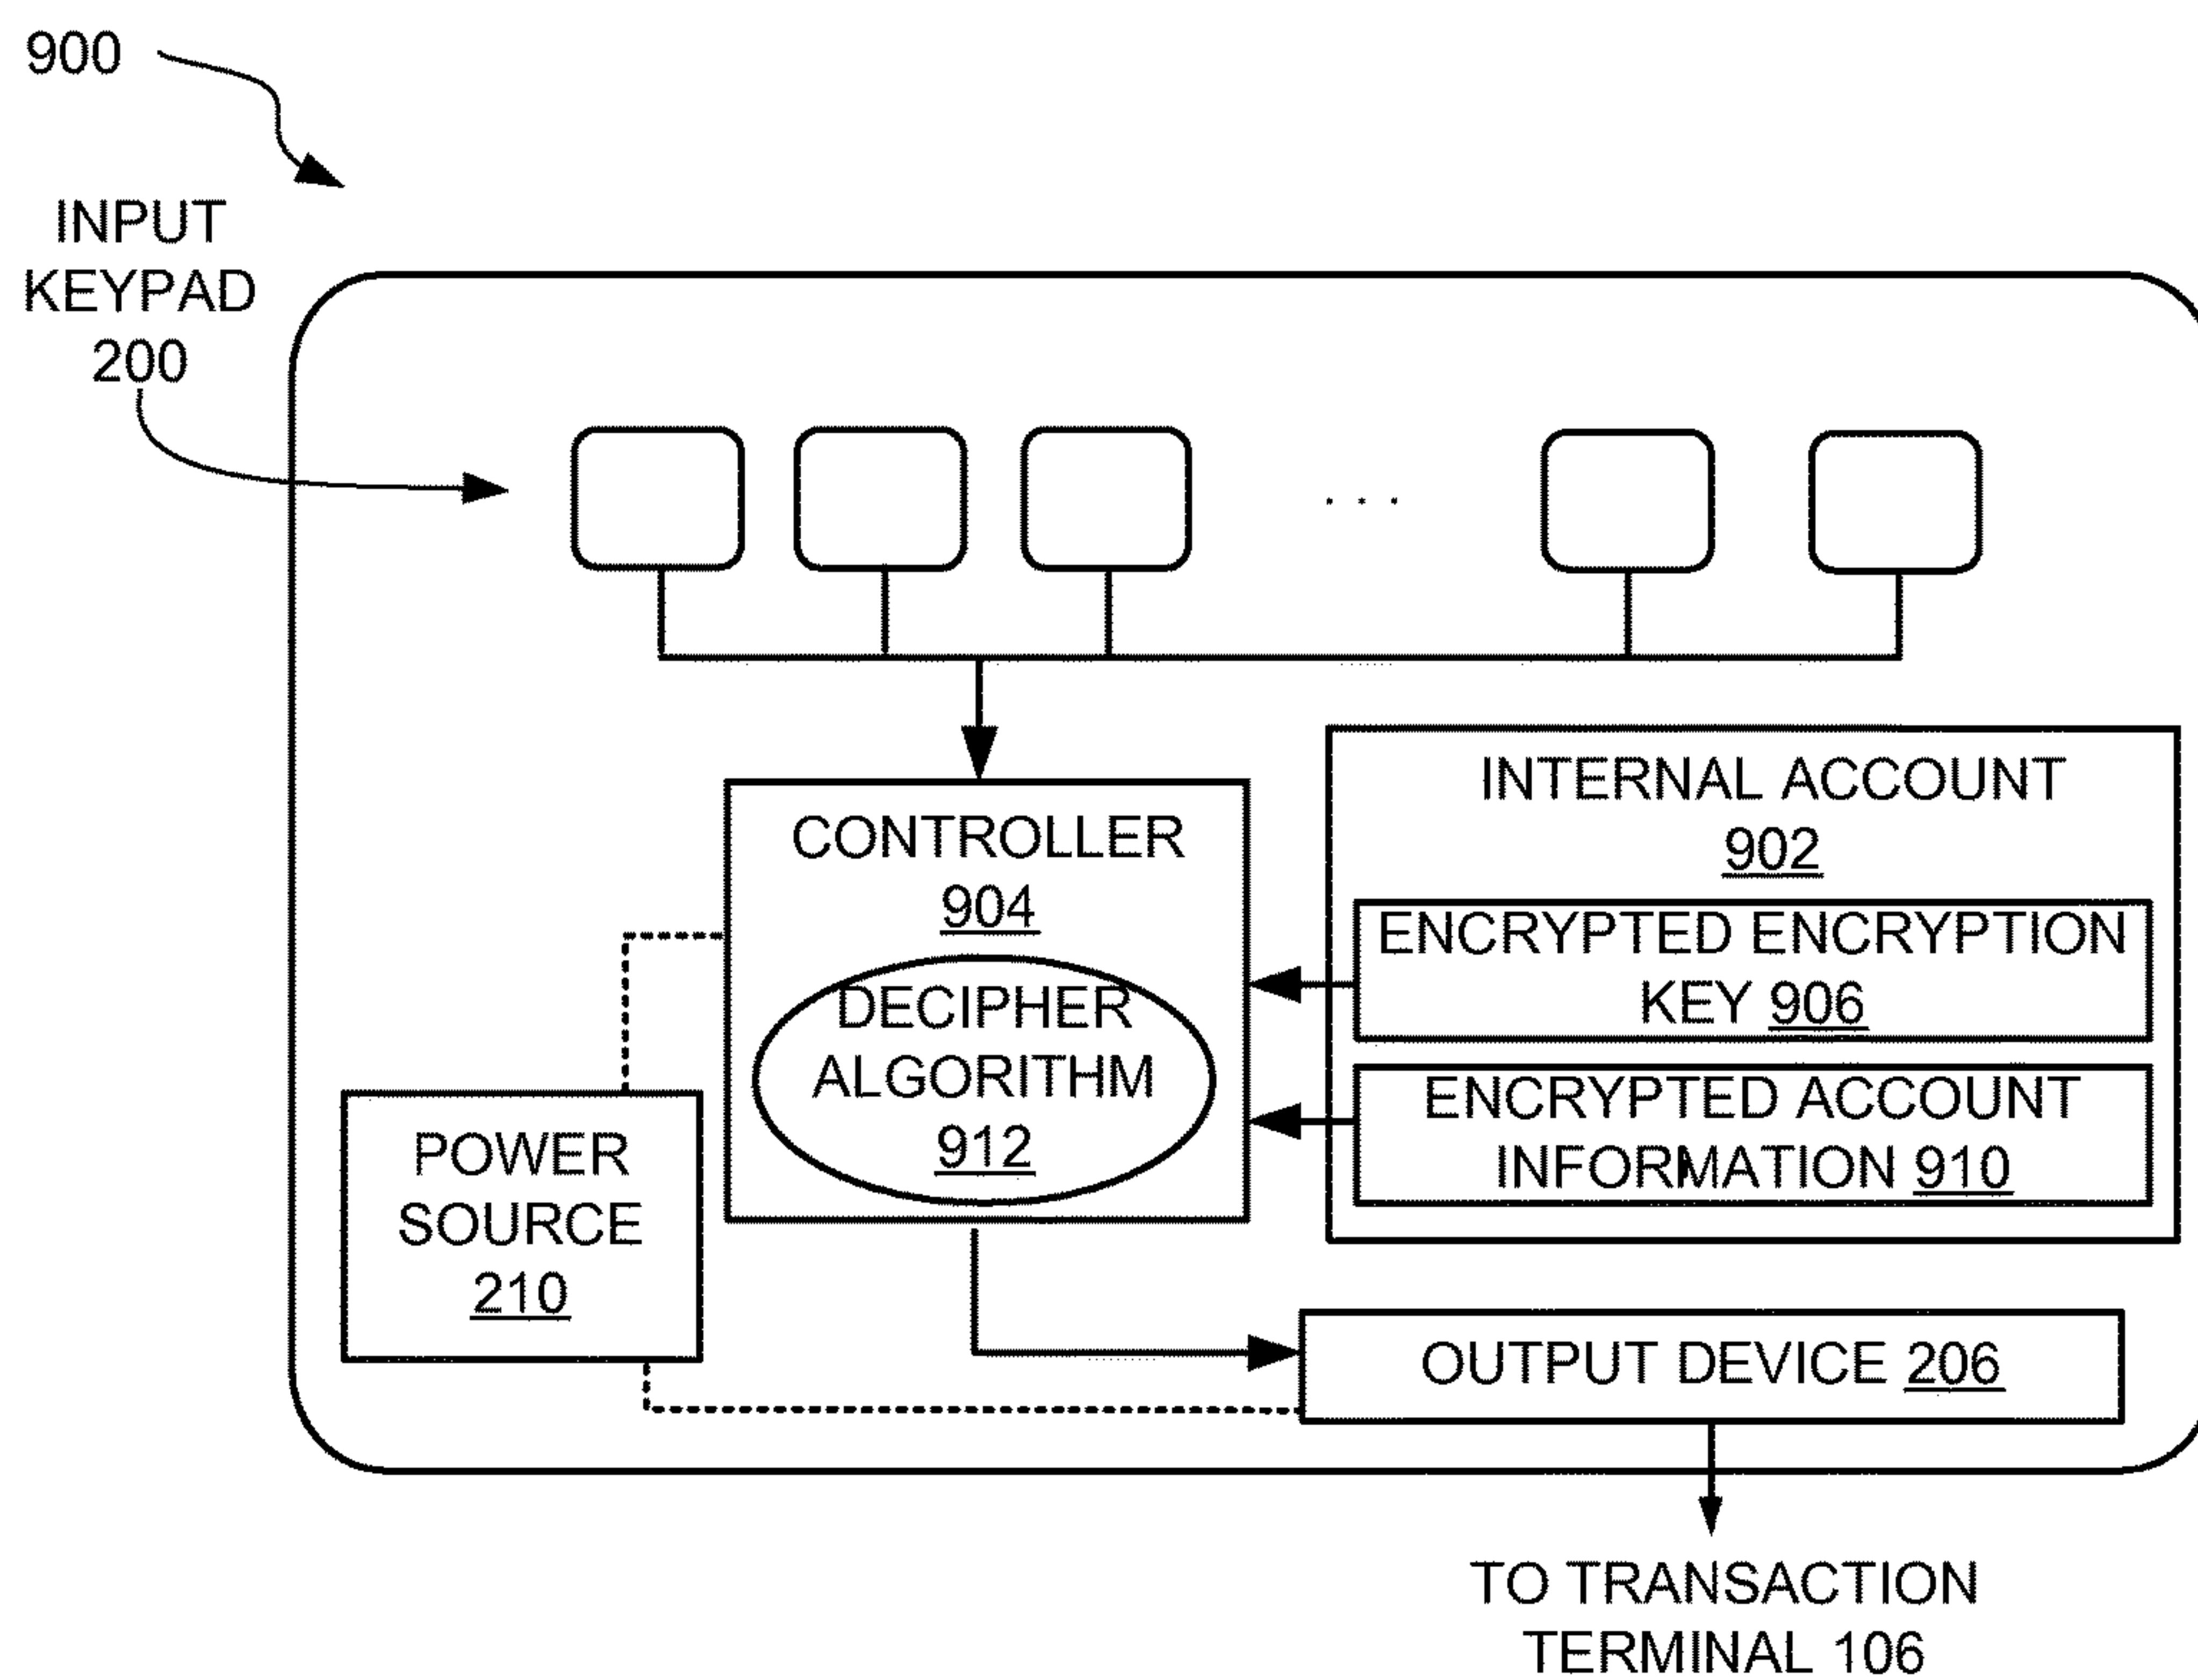 900
INPUT
KEYPAD
200
. . .
CONTROLLER
904
DECIPHER
ALGORITHM
912
INTERNAL ACCOUNT
902
ENCRYPTED ENCRYPTION
KEY 906
ENCRYPTED ACCOUNT
INFORMATION 910
POWER
SOURCE
210
OUTPUT DEVICE 206
TO TRANSACTION
TERMINAL 106